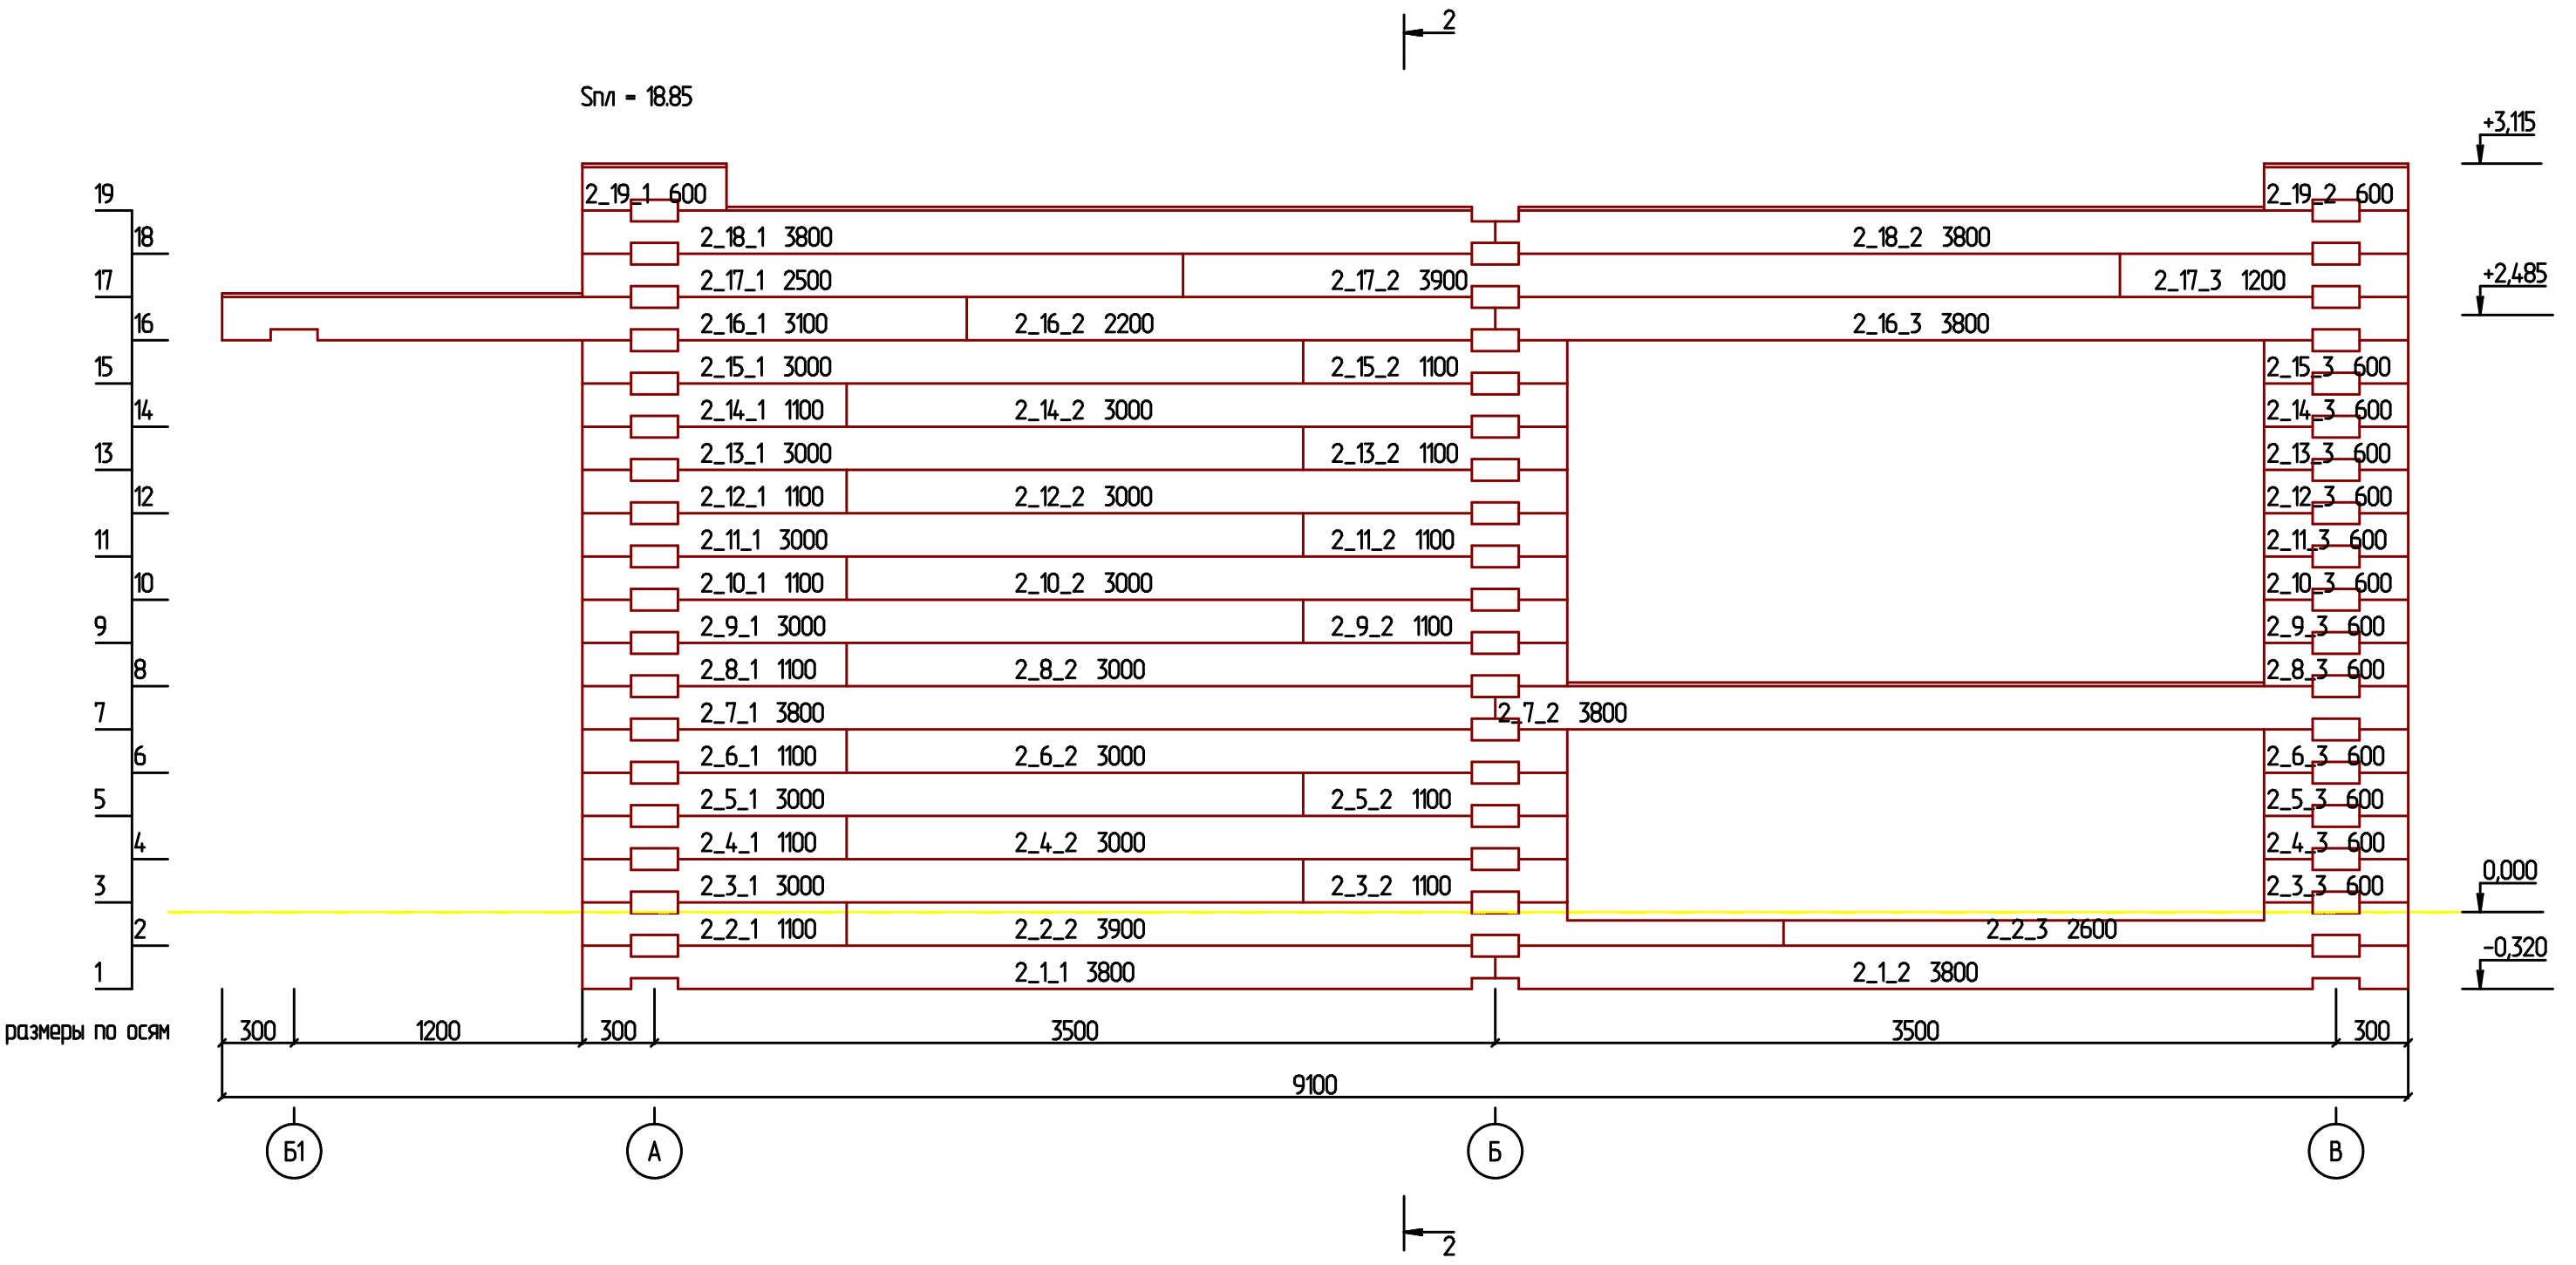 2
Sпл = 18.85
+3,115
19 2_19_1 600 2_19_2 600
18 2_18_1 3800 2_18_2 3800
+2,485
17 2_17_1 2500 2_17_2 3900 2_17_3 1200
16 2_16_1 3100 2_16_2 2200 2_16_3 3800
15 2_15_1 3000 2_15_2 1100 2_15_3 600
14 2_14_1 1100 2_14_2 3000 2_14_3 600
13 2_13_1 3000 2_13_2 1100 2_13_3 600
12 2_12_1 1100 2_12_2 3000 2_12_3 600
11 2_11_1 3000 2_11_2 1100 2_11_3 600
10 2_10_1 1100 2_10_2 3000 2_10_3 600
9 2_9_1 3000 2_9_2 1100 2_9_3 600
8 2_8_1 1100 2_8_2 3000 2_8_3 600
7 2_7_1 3800 2_7_2 3800
6 2_6_1 1100 2_6_2 3000 2_6_3 600
5 2_5_1 3000 2_5_2 1100 2_5_3 600
4 2_4_1 1100 2_4_2 3000 2_4_3 600
0,000
3 2_3_1 3000 2_3_2 1100 2_3_3 600
2 2_2_1 1100 2_2_2 3900 2_2_3 2600
-0,320
1 2_1_1 3800 2_1_2 3800
размеры по осям 300 1200 300 3500 3500 300
9100
Б1 А Б В
2